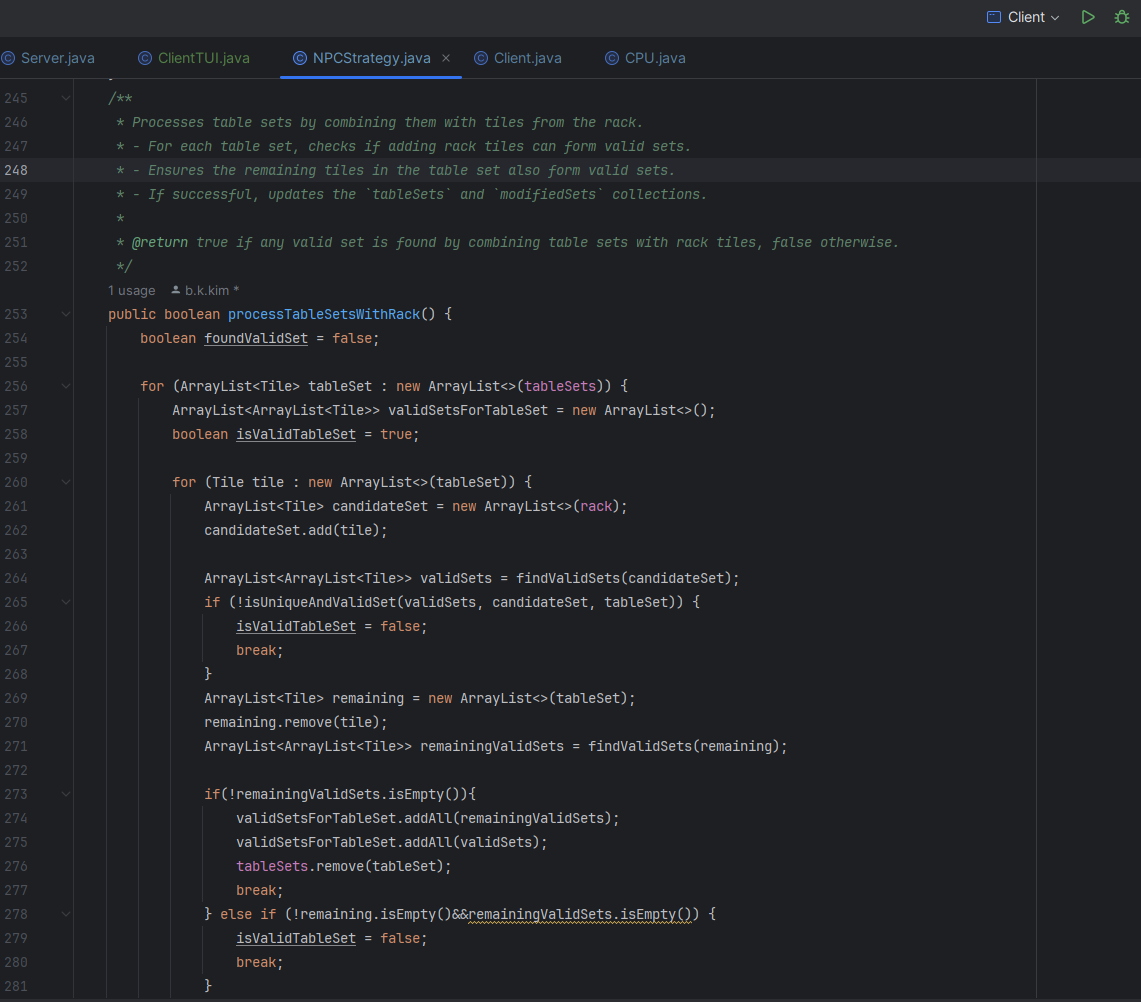 Client
Server.java ClientTUI.java NPCStrategy.java Client.java CPU.java
245 /**
246 * Processes table sets by combining them with tiles from the rack.
247 * - For each table set, checks if adding rack tiles can form valid sets.
248 * - Ensures the remaining tiles in the table set also form valid sets.
249 * - If successful, updates the `tableSets` and `modifiedSets` collections.
250 *
251 * @return true if any valid set is found by combining table sets with rack tiles, false otherwise.
252 */
1 usage b.k.kim *
253 public boolean processTableSetsWithRack() {
254 boolean foundValidSet = false;
255
256 for (ArrayList<Tile> tableSet : new ArrayList<>(tableSets)) {
257 ArrayList<ArrayList<Tile>> validSetsForTableSet = new ArrayList<>();
258 boolean isValidTableSet = true;
259
260 for (Tile tile : new ArrayList<>(tableSet)) {
261 ArrayList<Tile> candidateSet = new ArrayList<>(rack);
262 candidateSet.add(tile);
263
264 ArrayList<ArrayList<Tile>> validSets = findValidSets(candidateSet);
265 if (!isUniqueAndValidSet(validSets, candidateSet, tableSet)) {
266 isValidTableSet = false;
267 break;
268 }
269 ArrayList<Tile> remaining = new ArrayList<>(tableSet);
270 remaining.remove(tile);
271 ArrayList<ArrayList<Tile>> remainingValidSets = findValidSets(remaining);
272
273 if(!remainingValidSets.isEmpty()){
274 validSetsForTableSet.addAll(remainingValidSets);
275 validSetsForTableSet.addAll(validSets);
276 tableSets.remove(tableSet);
277 break;
278 } else if (!remaining.isEmpty()&&remainingValidSets.isEmpty()) {
279 isValidTableSet = false;
280 break;
281 }